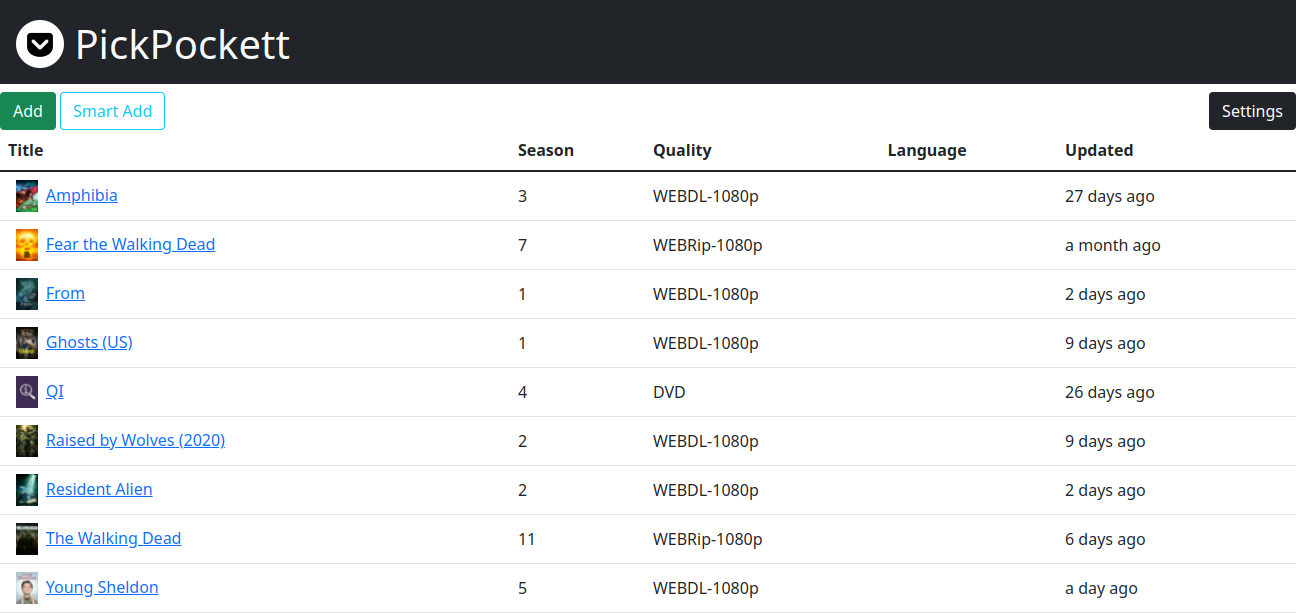 PickPockett
Add Smart Add Settings
Title Season Quality Language Updated
Amphibia 3 WEBDL-1080p 27 days ago
Fear the Walking Dead 7 WEBRip-1080p a month ago
From 1 WEBDL-1080p 2 days ago
Ghosts (US) 1 WEBDL-1080p 9 days ago
QI 4 DVD 26 days ago
Raised by Wolves (2020) 2 WEBDL-1080p 9 days ago
Resident Alien 2 WEBDL-1080p 2 days ago
The Walking Dead 11 WEBRip-1080p 6 days ago
Young Sheldon 5 WEBDL-1080p a day ago